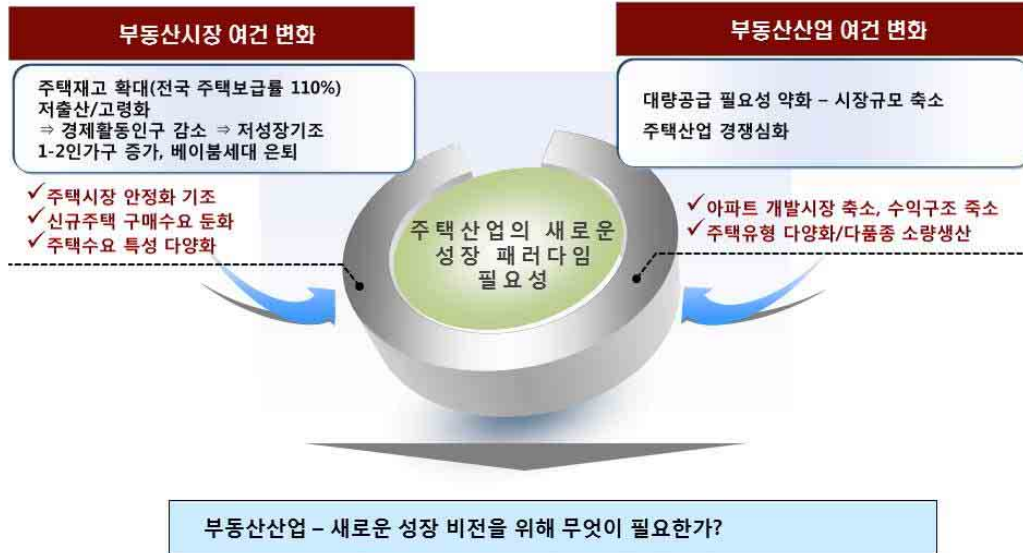 부동산시장 여건 변화
주택재고 확대(전국 주택보급률 110%)
저출산/고령화
⇒ 경제활동인구 감소 ⇒ 저성장기조
1-2인가구 증가, 베이붐세대 은퇴
✓주택시장 안정화 기조
✓신규주택 구매수요 둔화
✓주택수요 특성 다양화
부동산산업 여건 변화
대량공급 필요성 약화 – 시장규모 축소
주택산업 경쟁심화
✓아파트 개발시장 축소, 수익구조 죽소
✓주택유형 다양화/다품종 소량생산
주택산업의 새로운
성장 패러다임
필요성
부동산산업 – 새로운 성장 비전을 위해 무엇이 필요한가?